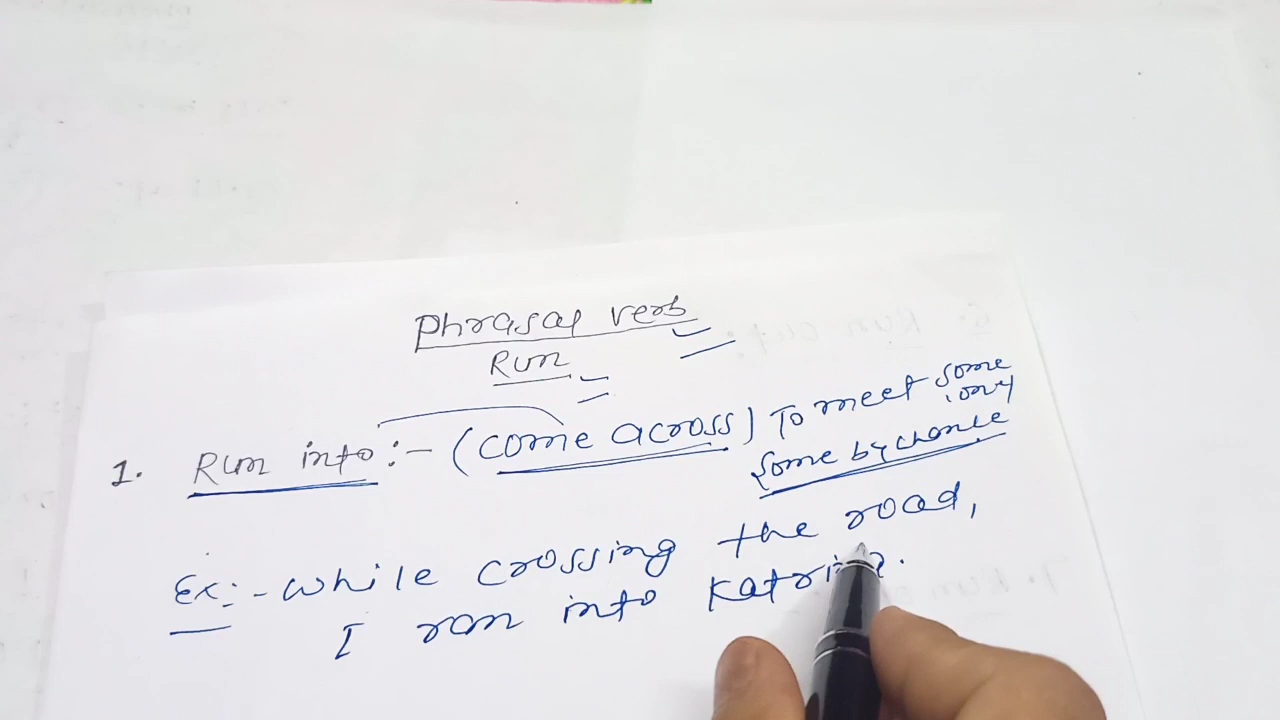 Phrasal verb
Run
1. Run into :- (come across) To meet some one
some by chance
Ex:- While crossing the road,
I ran into